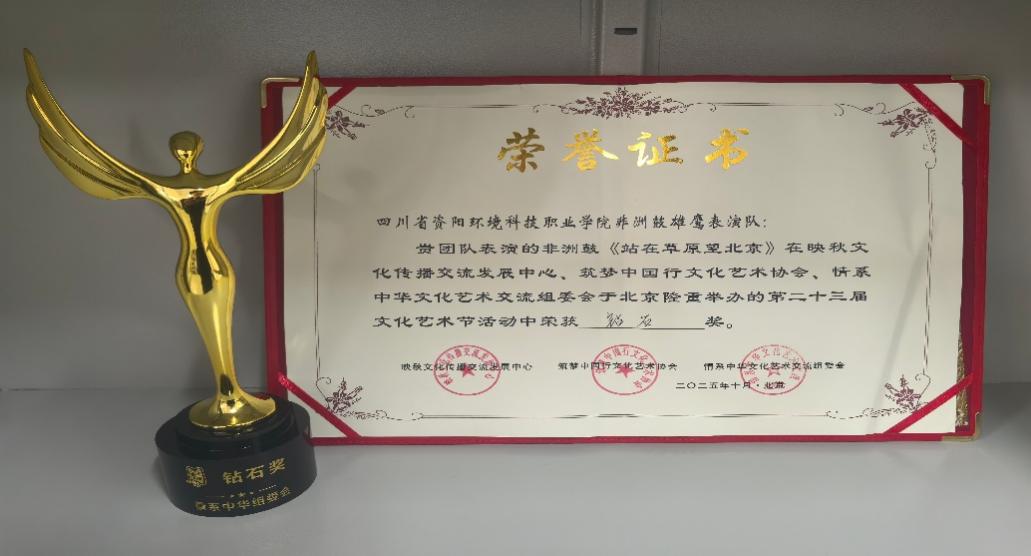 荣誉证书
四川省资阳环境科技职业学院非洲鼓雄鹰表演队：
贵团队表演的非洲鼓《站在草原望北京》在映秋文
化传播交流发展中心、筑梦中国行文化艺术协会、情系
中华文化艺术交流组委会于北京隆重举办的第二十三届
文化艺术节活动中荣获 钻石 奖。
映秋文化传播交流发展中心 筑梦中国行文化艺术协会 情系中华文化艺术交流组委会
二〇二五年十月·北京
钻石奖
情系中华组委会